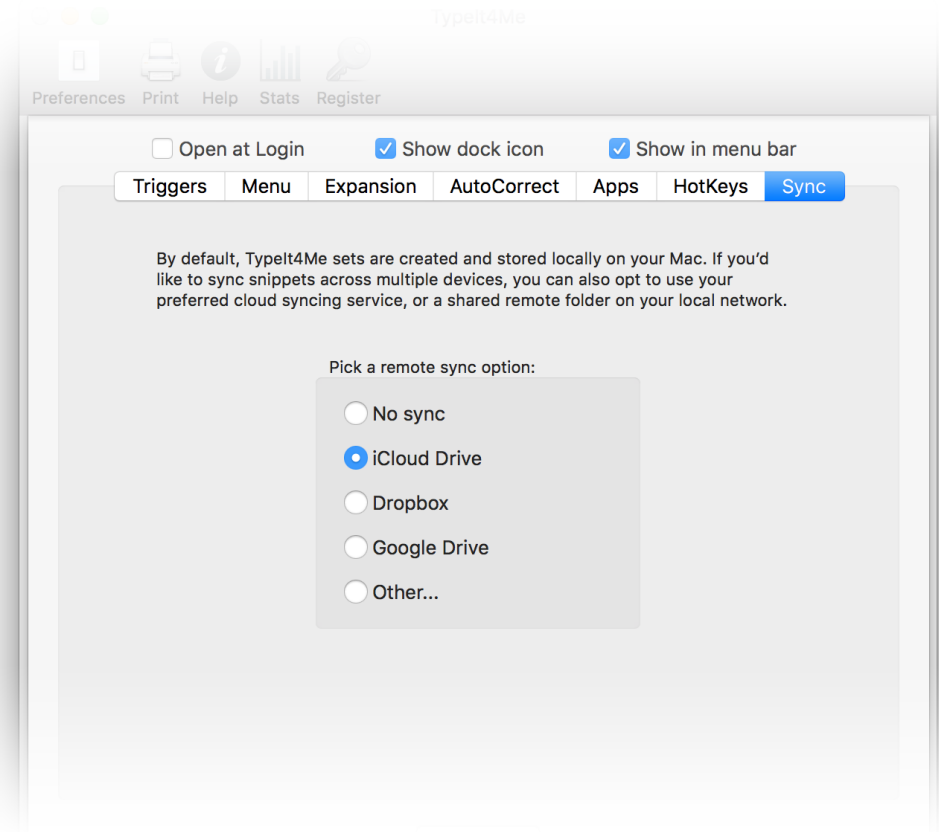 TypeIt4Me
Preferences Print Help Stats Register
Open at Login Show dock icon Show in menu bar
Triggers Menu Expansion AutoCorrect Apps HotKeys Sync
By default, TypeIt4Me sets are created and stored locally on your Mac. If you’d
like to sync snippets across multiple devices, you can also opt to use your
preferred cloud syncing service, or a shared remote folder on your local network.
Pick a remote sync option:
No sync
iCloud Drive
Dropbox
Google Drive
Other...